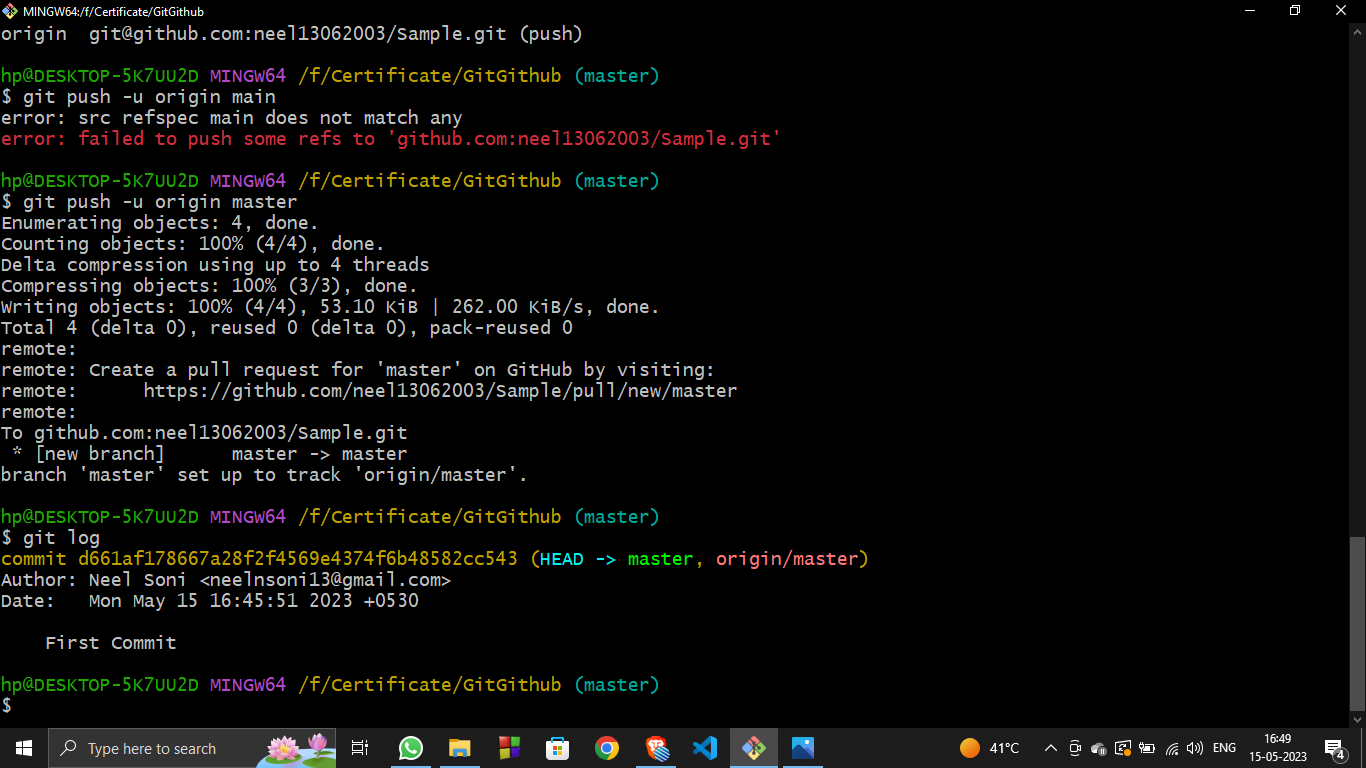 MINGW64:/f/Certificate/GitGithub
origin  git@github.com:neel13062003/Sample.git (push)
hp@DESKTOP-5K7UU2D MINGW64 /f/Certificate/GitGithub (master)
$ git push -u origin main
error: src refspec main does not match any
error: failed to push some refs to 'github.com:neel13062003/Sample.git'
hp@DESKTOP-5K7UU2D MINGW64 /f/Certificate/GitGithub (master)
$ git push -u origin master
Enumerating objects: 4, done.
Counting objects: 100% (4/4), done.
Delta compression using up to 4 threads
Compressing objects: 100% (3/3), done.
Writing objects: 100% (4/4), 53.10 KiB | 262.00 KiB/s, done.
Total 4 (delta 0), reused 0 (delta 0), pack-reused 0
remote:
remote: Create a pull request for 'master' on GitHub by visiting:
remote:      https://github.com/neel13062003/Sample/pull/new/master
remote:
To github.com:neel13062003/Sample.git
 * [new branch]      master -> master
branch 'master' set up to track 'origin/master'.
hp@DESKTOP-5K7UU2D MINGW64 /f/Certificate/GitGithub (master)
$ git log
commit d661af178667a28f2f4569e4374f6b48582cc543 (HEAD -> master, origin/master)
Author: Neel Soni <neelnsoni13@gmail.com>
Date:   Mon May 15 16:45:51 2023 +0530
    First Commit
hp@DESKTOP-5K7UU2D MINGW64 /f/Certificate/GitGithub (master)
$
Type here to search
41°C
ENG
16:49
15-05-2023
4